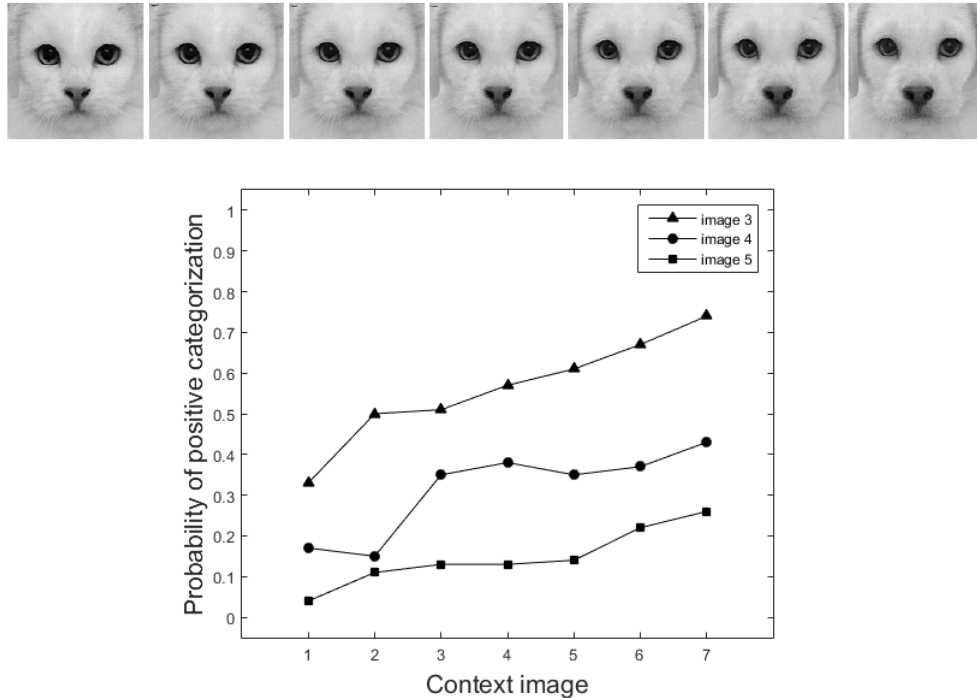 Probability of positive categorization
1
0.9
0.8
0.7
0.6
0.5
0.4
0.3
0.2
0.1
0
image 3
image 4
image 5
1 2 3 4 5 6 7
Context image